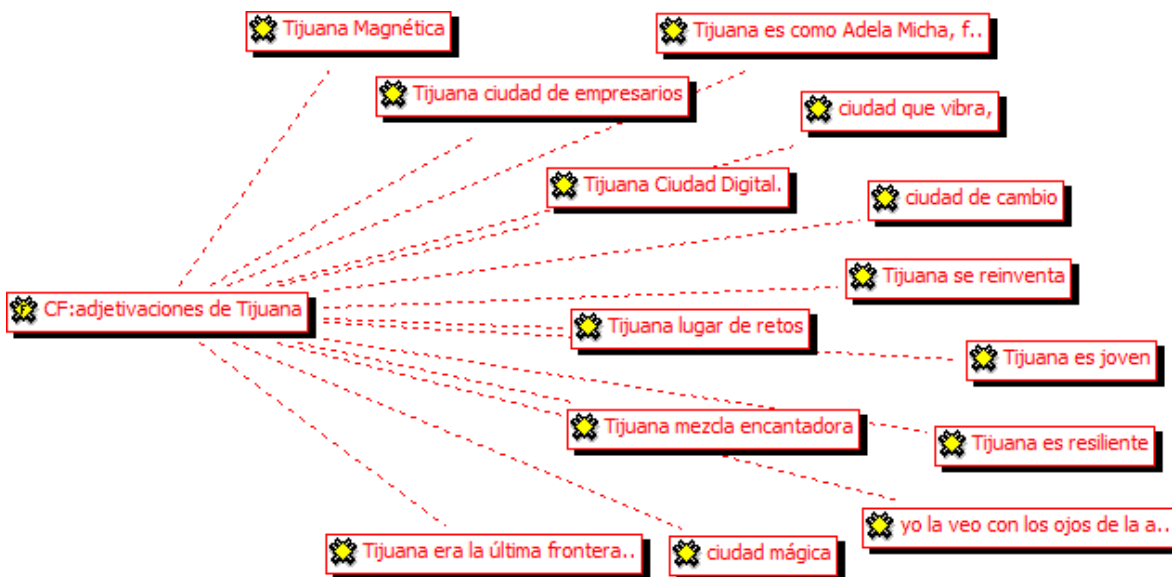 Tijuana Magnética
Tijuana es como Adela Micha, f..
Tijuana ciudad de empresarios
ciudad que vibra,
Tijuana Ciudad Digital.
ciudad de cambio
Tijuana se reinventa
CF:adjetivaciones de Tijuana
Tijuana lugar de retos
Tijuana es joven
Tijuana mezcla encantadora
Tijuana es resiliente
yo la veo con los ojos de la a..
Tijuana era la última frontera..
ciudad mágica